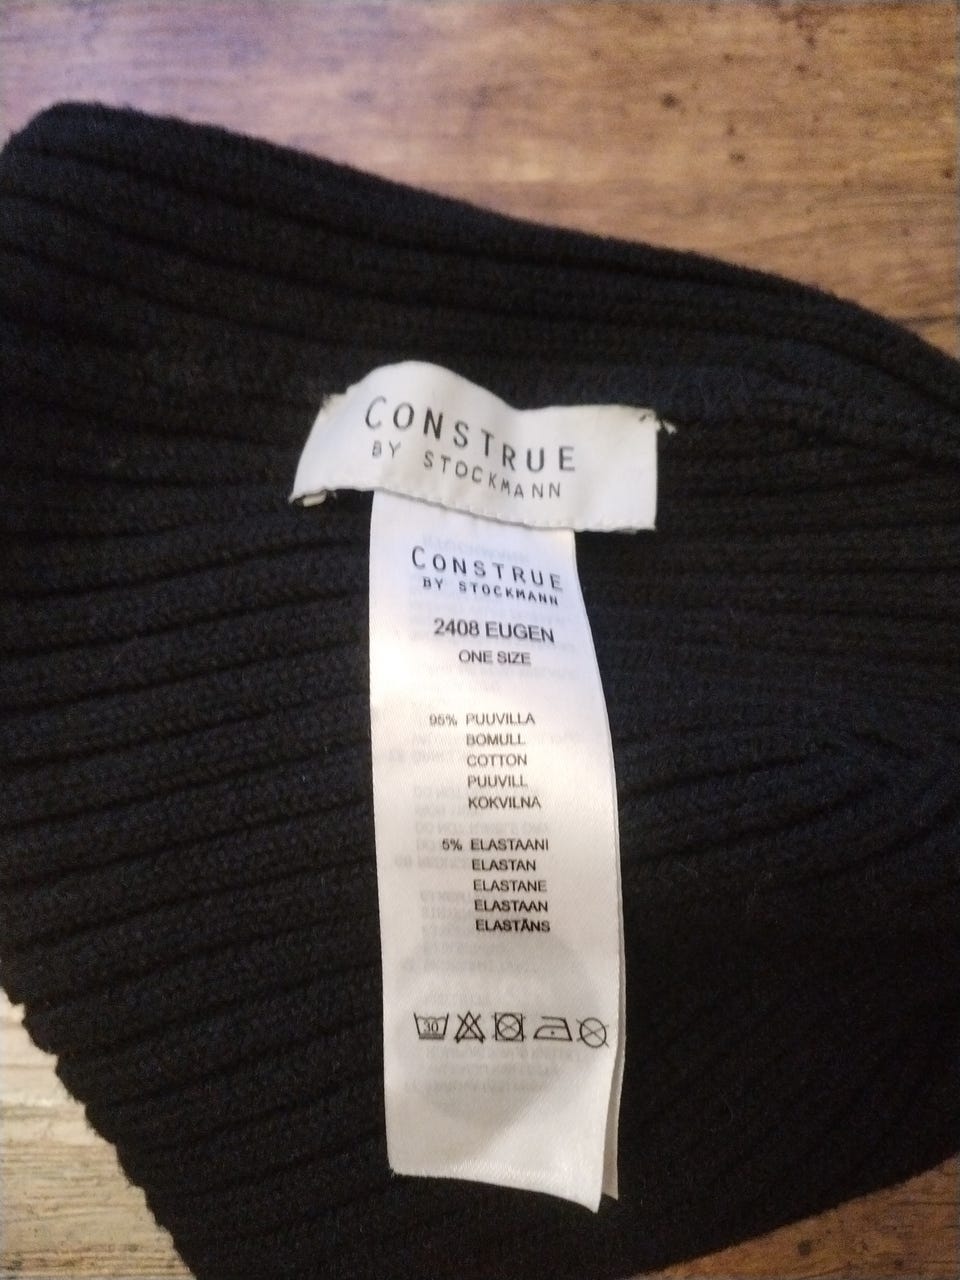 CONSTRUE
BY STOCKMANN
CONSTRUE
BY STOCKMANN
2408 EUGEN
ONE SIZE
95% PUUVILLA
BOMULL
COTTON
PUUVILL
KOKVILNA
5% ELASTAANI
ELASTAN
ELASTANE
ELASTAAN
ELASTĀNS
30